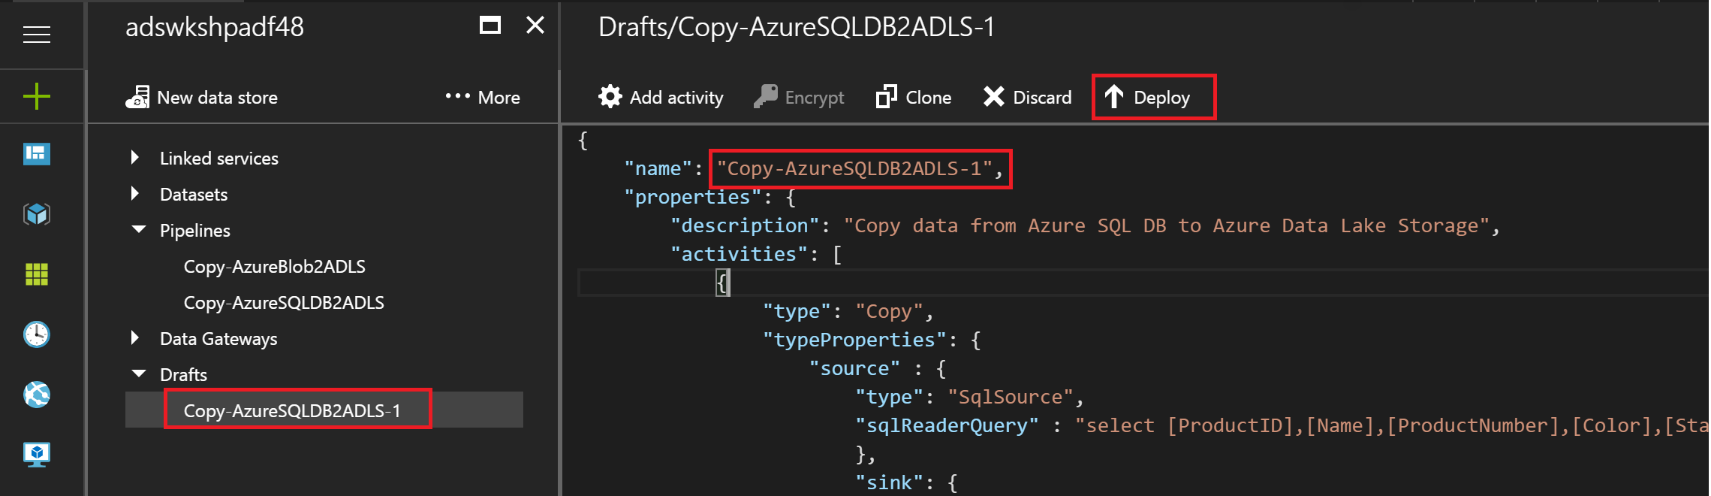 adswkshpadf48
New data store
••• More
Linked services
Datasets
Pipelines
Copy-AzureBlob2ADLS
Copy-AzureSQLDB2ADLS
Data Gateways
Drafts
Copy-AzureSQLDB2ADLS-1
Drafts/Copy-AzureSQLDB2ADLS-1
Add activity
Encrypt
Clone
Discard
Deploy
{
"name": "Copy-AzureSQLDB2ADLS-1",
"properties": {
"description": "Copy data from Azure SQL DB to Azure Data Lake Storage",
"activities": [
{
"type": "Copy",
"typeProperties": {
"source" : {
"type": "SqlSource",
"sqlReaderQuery" : "select [ProductID],[Name],[ProductNumber],[Color],[Sta
},
"sink": {